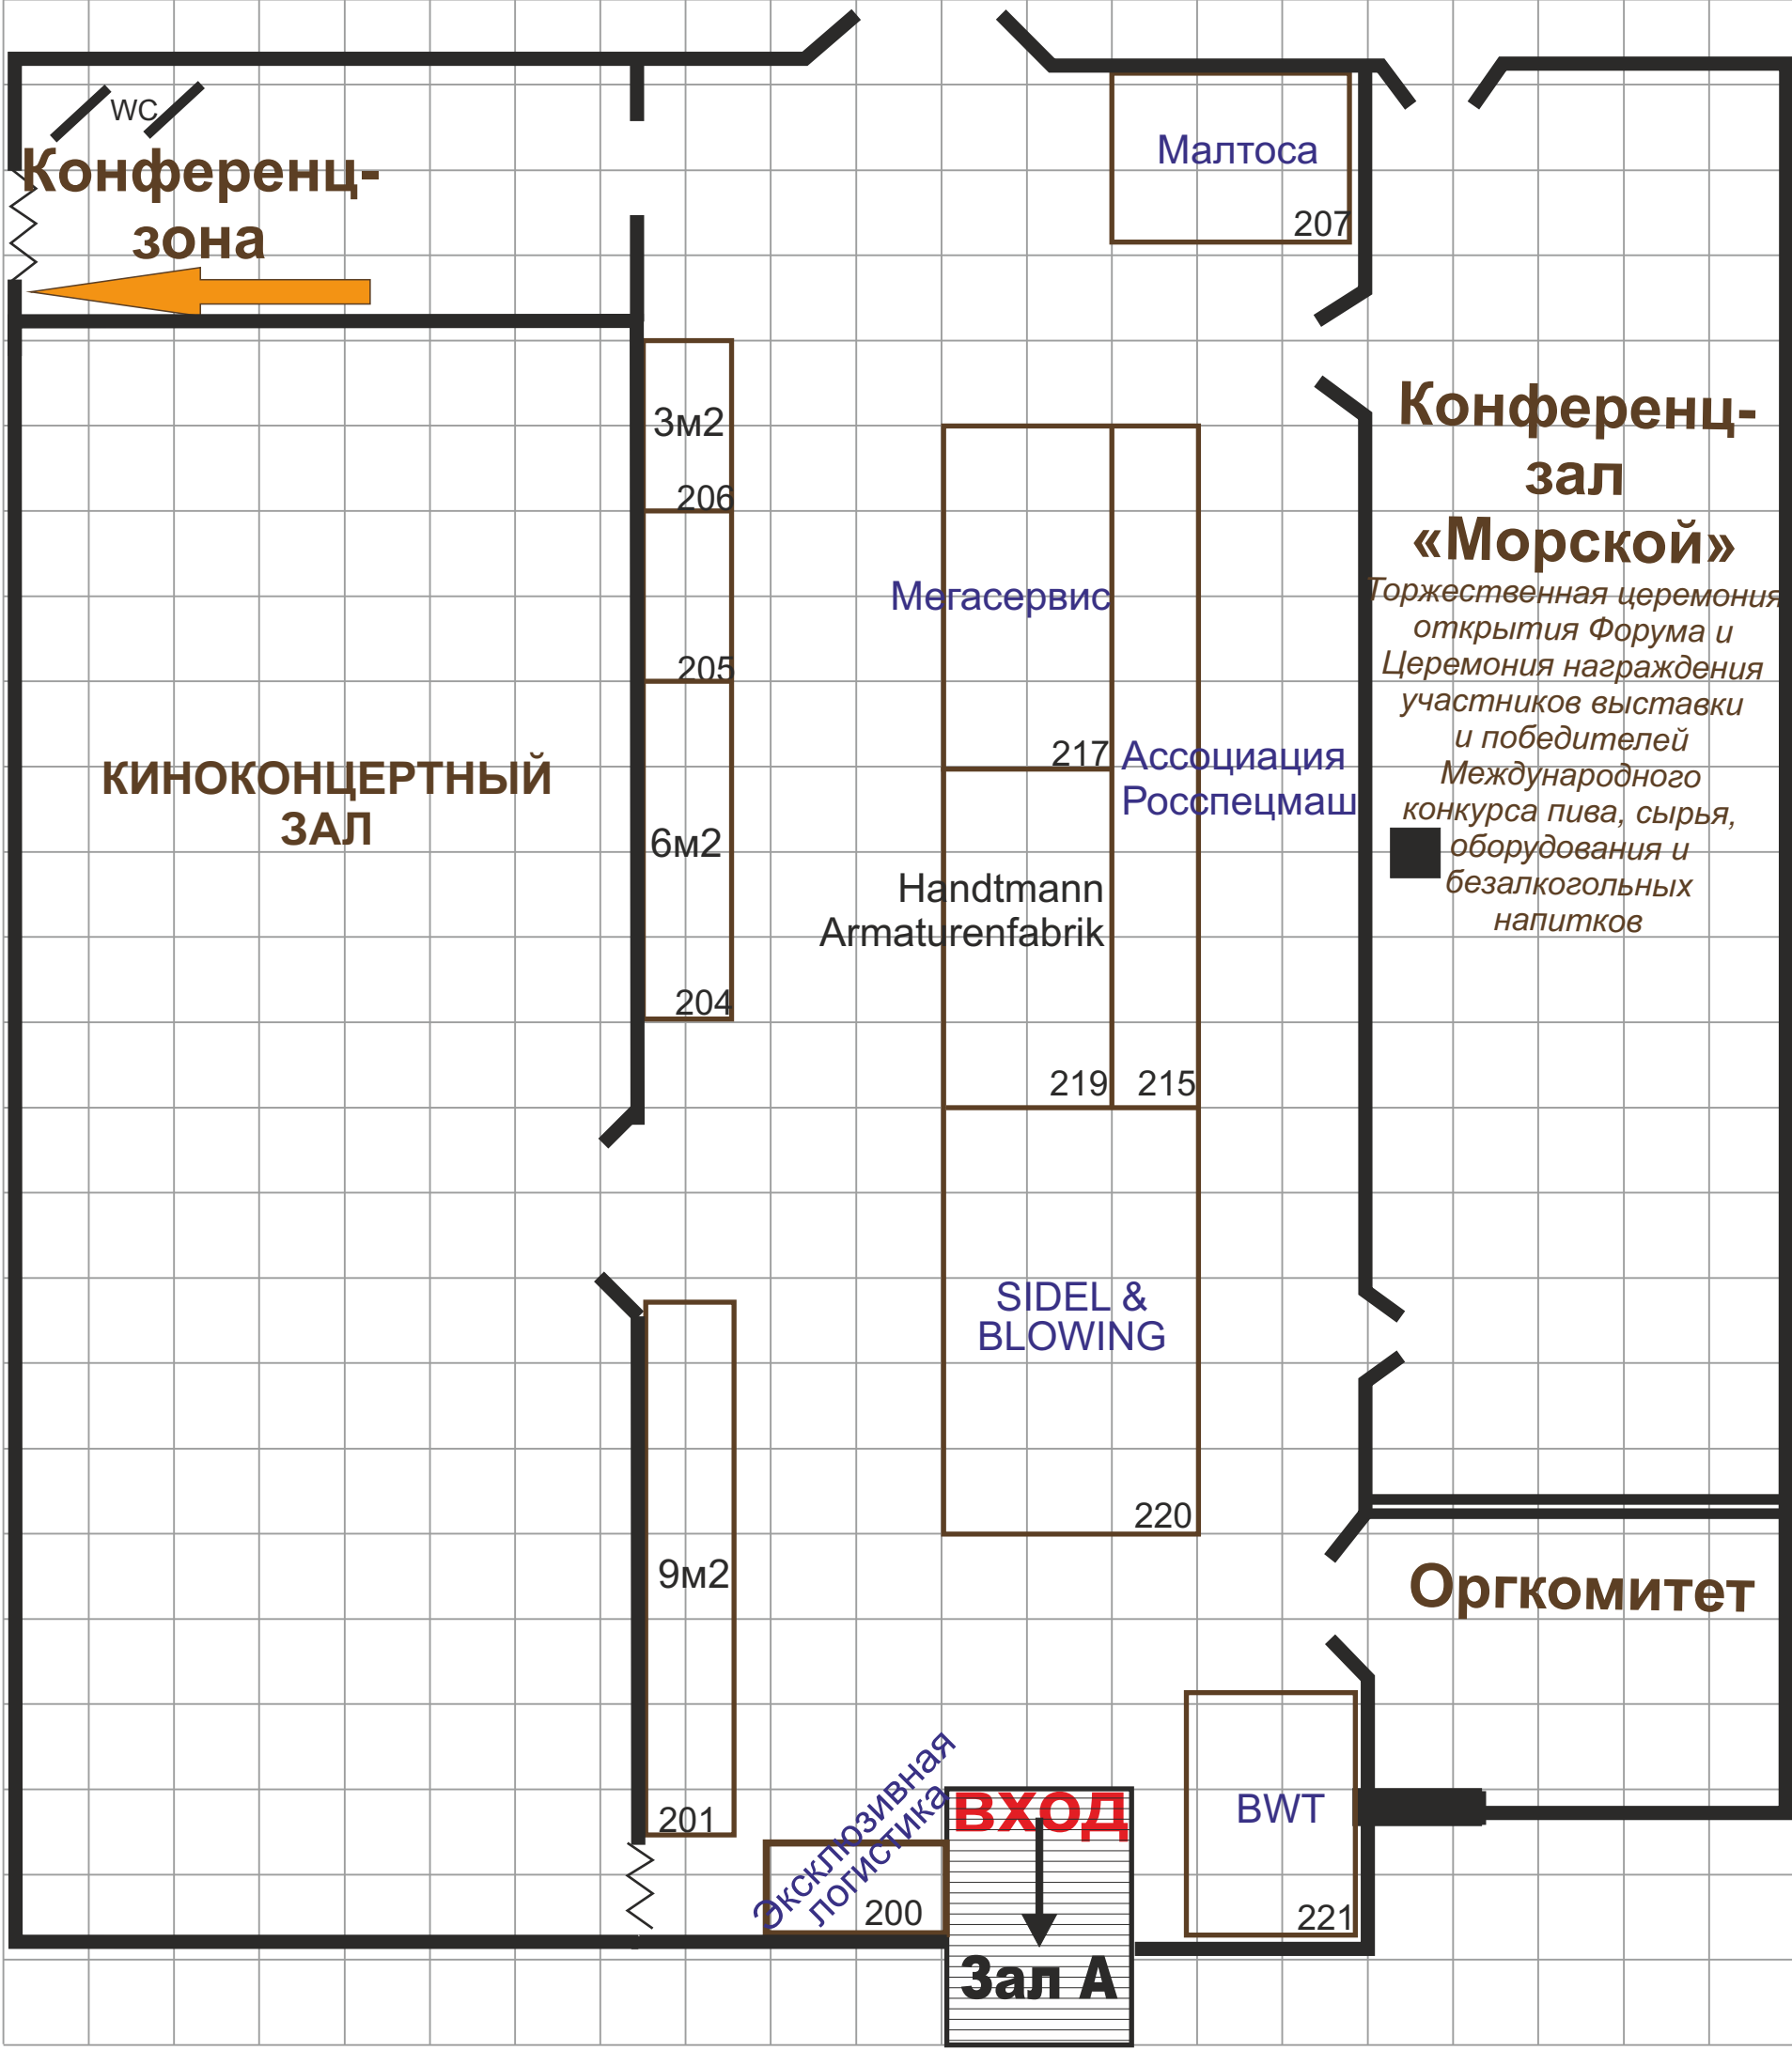 WC
Конференц-
зона
Малтоса
207
3м2
206
205
6м2
204
КИНОКОНЦЕРТНЫЙ
ЗАЛ
Мегасервис
217
Ассоциация
Росспецмаш
Handtmann
Armaturenfabrik
219
215
SIDEL &
BLOWING
220
Конференц-
зал
«Морской»
Торжественная церемония
открытия Форума и
Церемония награждения
участников выставки
и победителей
Международного
конкурса пива, сырья,
оборудования и
безалкогольных
напитков
Оргкомитет
9м2
201
Эксклюзивная
логистика
200
ВХОД
Зал А
BWT
221